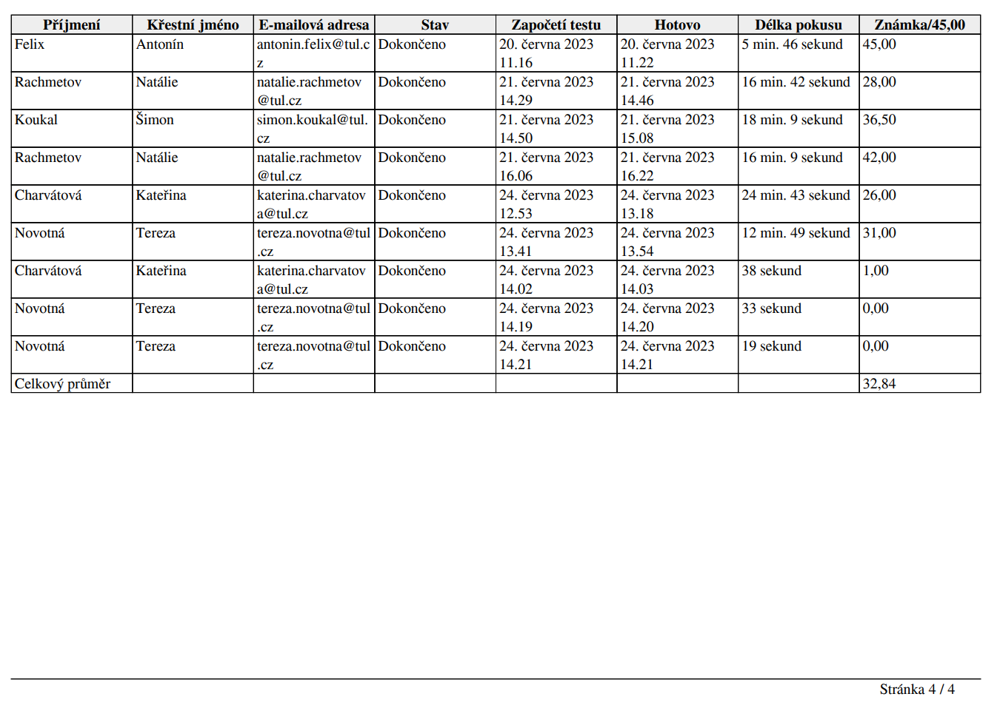 Příjmení Křestní jméno E-mailová adresa Stav Započetí testu Hotovo Délka pokusu Známka/45,00
Felix Antonín antonin.felix@tul.c Dokončeno 20. června 2023 20. června 2023 5 min. 46 sekund 45,00
z 11.16 11.22
Rachmetov Natálie natalie.rachmetov Dokončeno 21. června 2023 21. června 2023 16 min. 42 sekund 28,00
@tul.cz 14.29 14.46
Koukal Šimon simon.koukal@tul. Dokončeno 21. června 2023 21. června 2023 18 min. 9 sekund 36,50
cz 14.50 15.08
Rachmetov Natálie natalie.rachmetov Dokončeno 21. června 2023 21. června 2023 16 min. 9 sekund 42,00
@tul.cz 16.06 16.22
Charvátová Kateřina katerina.charvatov Dokončeno 24. června 2023 24. června 2023 24 min. 43 sekund 26,00
a@tul.cz 12.53 13.18
Novotná Tereza tereza.novotna@tul Dokončeno 24. června 2023 24. června 2023 12 min. 49 sekund 31,00
.cz 13.41 13.54
Charvátová Kateřina katerina.charvatov Dokončeno 24. června 2023 24. června 2023 38 sekund 1,00
a@tul.cz 14.02 14.03
Novotná Tereza tereza.novotna@tul Dokončeno 24. června 2023 24. června 2023 33 sekund 0,00
.cz 14.19 14.20
Novotná Tereza tereza.novotna@tul Dokončeno 24. června 2023 24. června 2023 19 sekund 0,00
.cz 14.21 14.21
Celkový průměr 32,84
Stránka 4 / 4